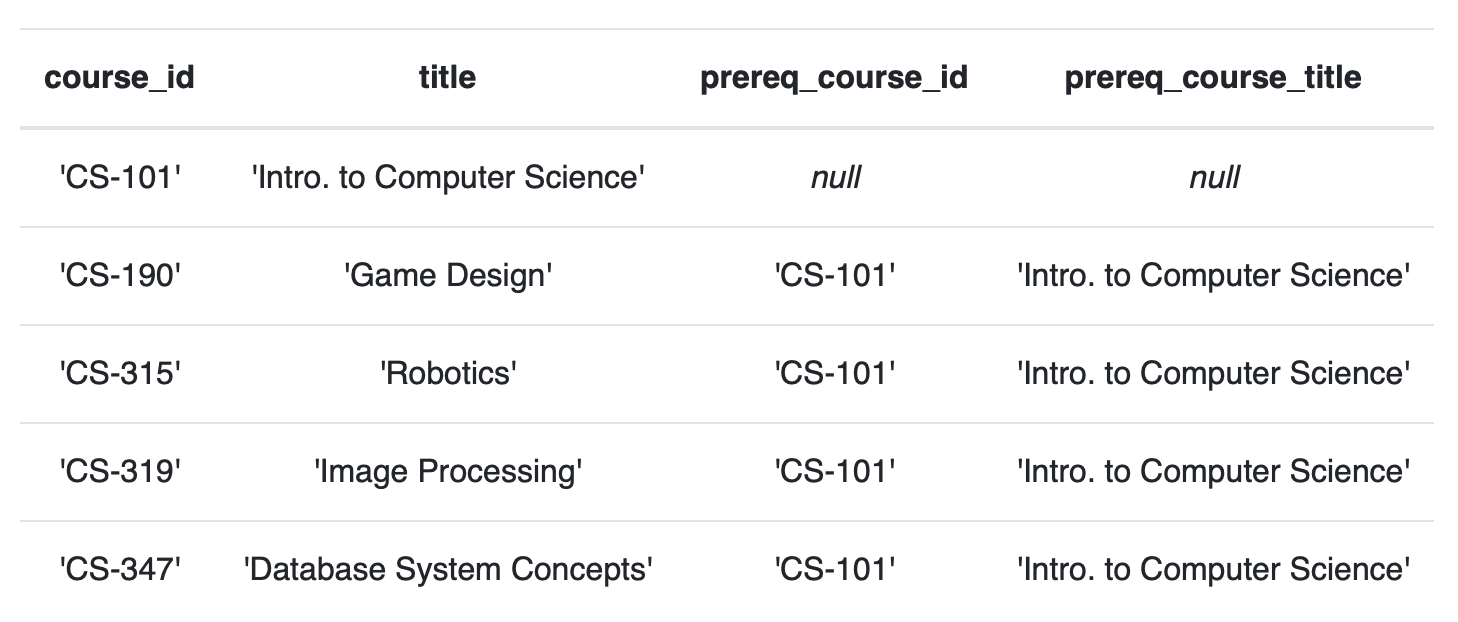 course_id title prereq_course_id prereq_course_title
'CS-101' 'Intro. to Computer Science' null null
'CS-190' 'Game Design' 'CS-101' 'Intro. to Computer Science'
'CS-315' 'Robotics' 'CS-101' 'Intro. to Computer Science'
'CS-319' 'Image Processing' 'CS-101' 'Intro. to Computer Science'
'CS-347' 'Database System Concepts' 'CS-101' 'Intro. to Computer Science'